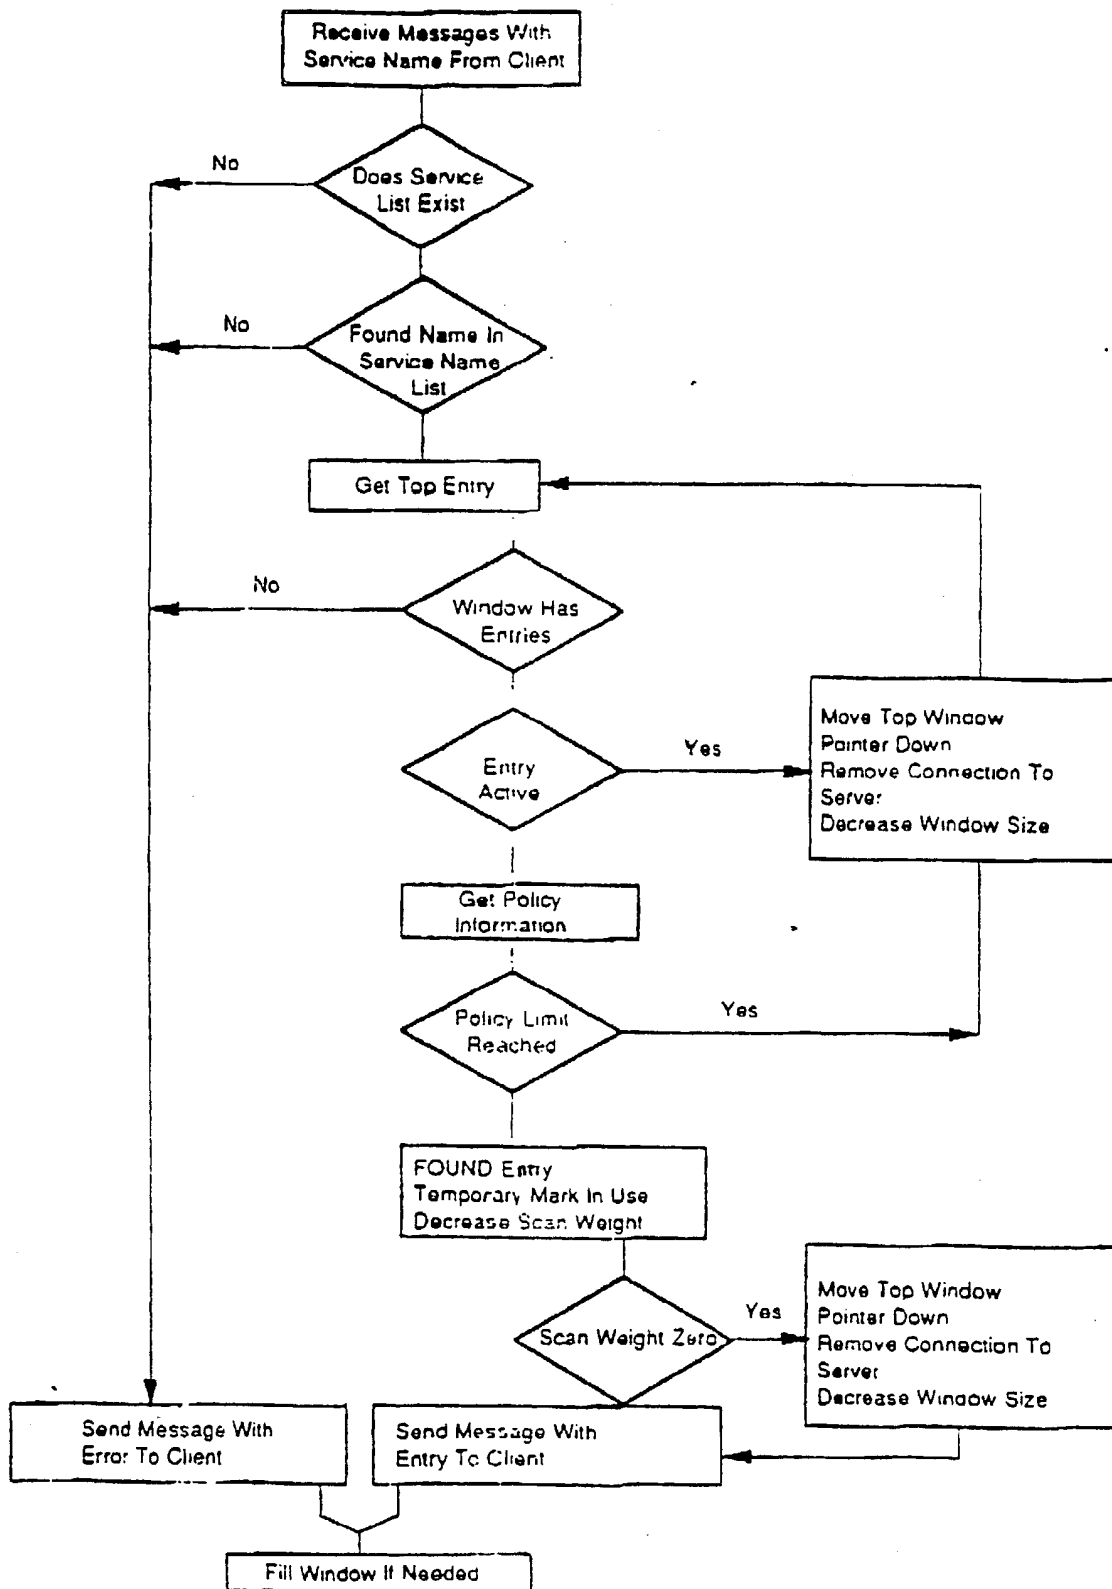 Receive Messages With
Service Name From Client
No
Does Service
List Exist
No
Found Name In
Service Name
List
Get Top Entry
No
Window Has
Entries
Entry
Active
Yes
Move Top Window
Pointer Down
Remove Connection To
Server
Decrease Window Size
Get Policy
Information
Policy Limit
Reached
Yes
FOUND Entry
Temporary Mark In Use
Decrease Scan Weight
Scan Weight Zero
Yes
Move Top Window
Pointer Down
Remove Connection To
Server
Decrease Window Size
Send Message With
Error To Client
Send Message With
Entry To Client
Fill Window If Needed